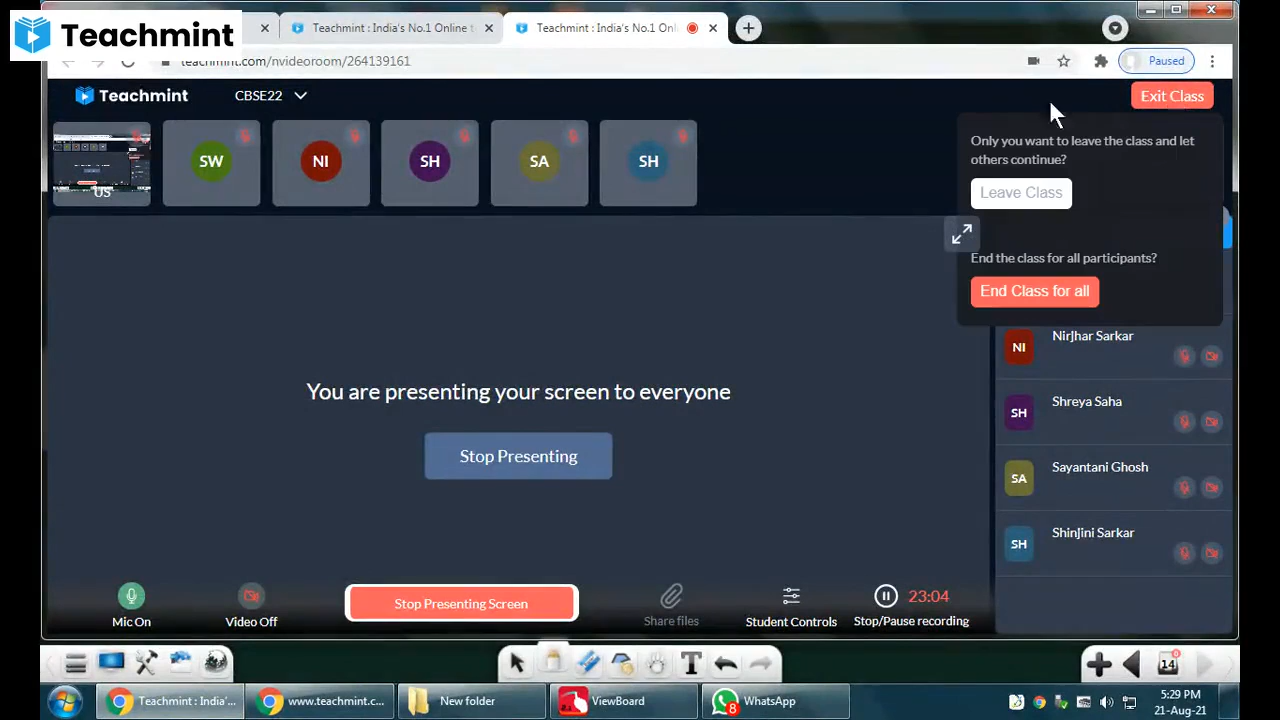 Teachmint
Teachmint : India's No.1 Online t
Teachmint : India's No.1 Onl
teachmint.com/nvideoroom/264139161
Paused
Teachmint
CBSE22
Exit Class
Only you want to leave the class and let
others continue?
Leave Class
End the class for all participants?
End Class for all
US
SW
NI
SH
SA
SH
You are presenting your screen to everyone
Stop Presenting
NI
Nirjhar Sarkar
SH
Shreya Saha
SA
Sayantani Ghosh
SH
Shinjini Sarkar
Mic On
Video Off
Stop Presenting Screen
Share files
Student Controls
23:04
Stop/Pause recording
T
14
Teachmint : India'...
www.teachmint.c...
New folder
ViewBoard
8
WhatsApp
5:29 PM
21-Aug-21